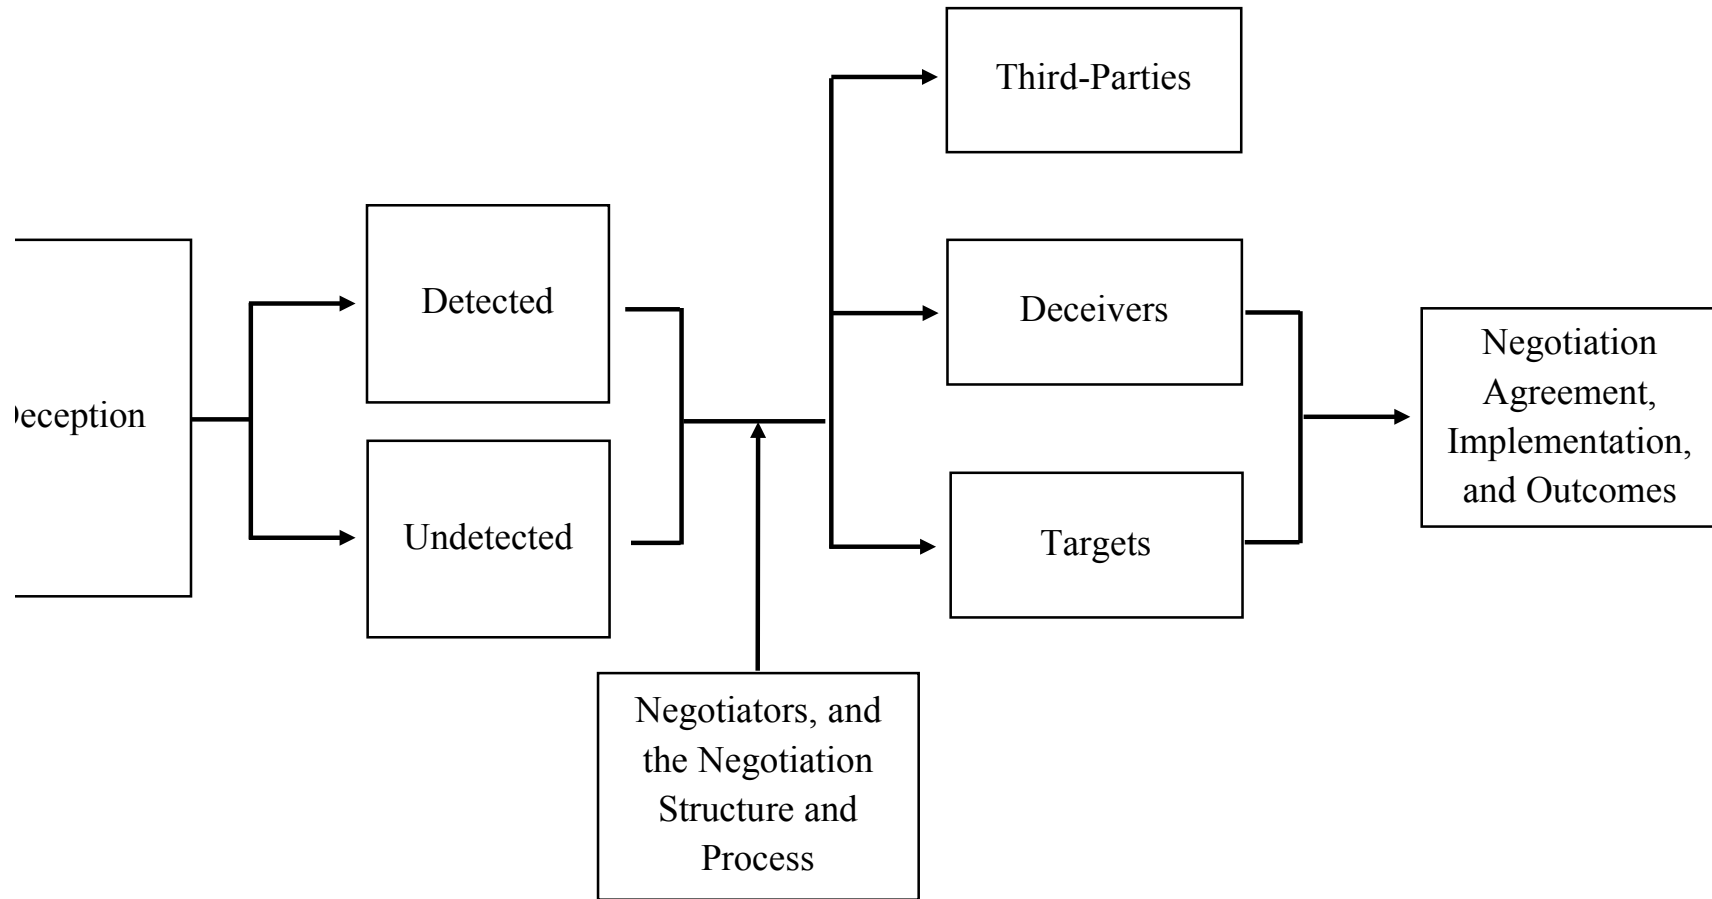 Third-Parties
Detected
Deceivers
Negotiation
Agreement,
Implementation,
and Outcomes
eception
Undetected
Targets
Negotiators, and
the Negotiation
Structure and
Process